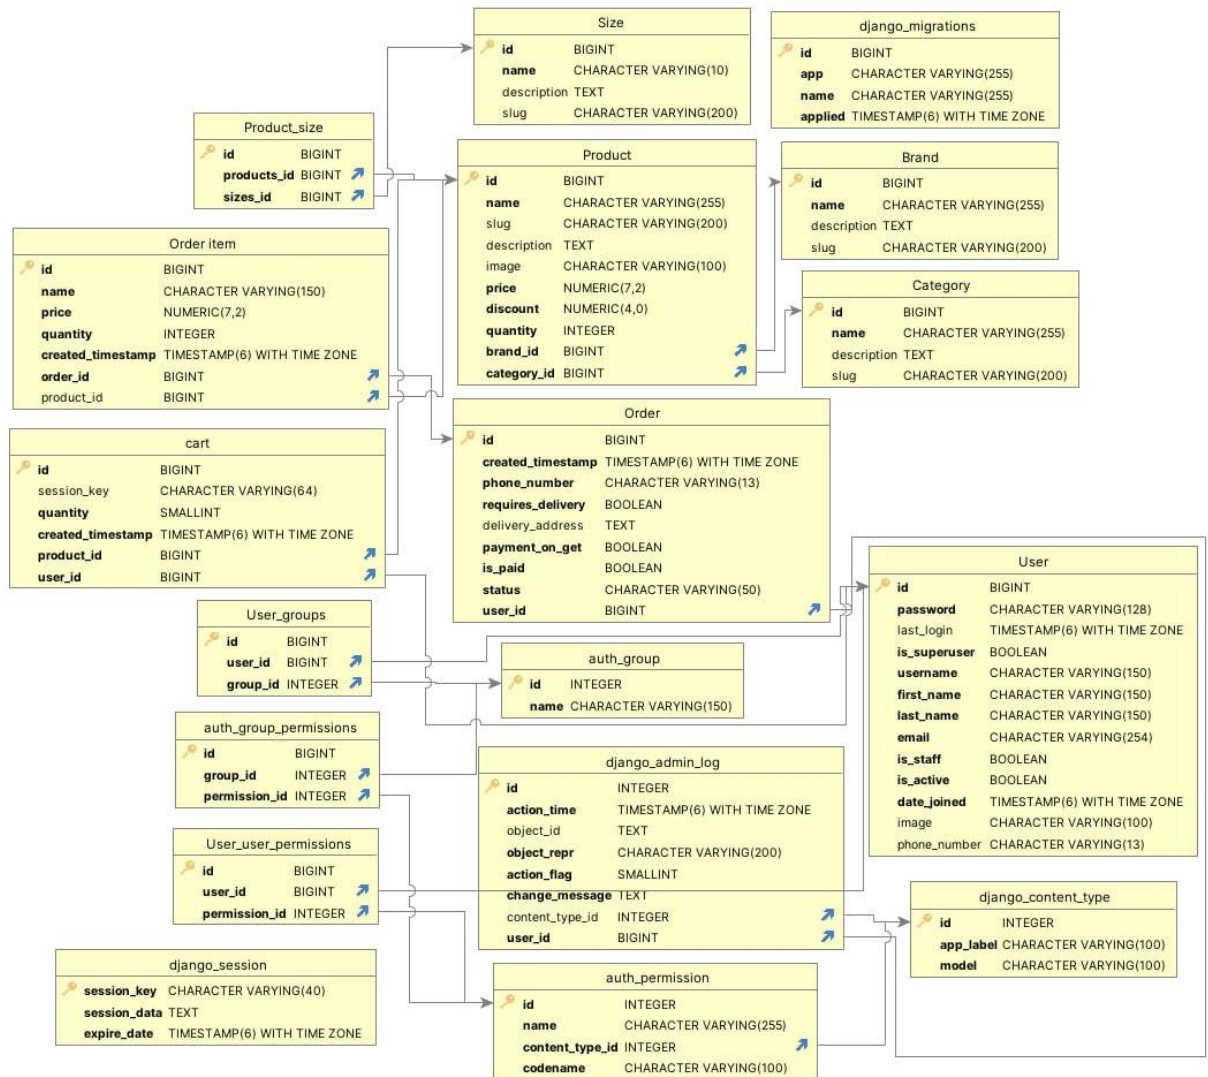 Size
id BIGINT
name CHARACTER VARYING(10)
description TEXT
slug CHARACTER VARYING(200)
django_migrations
id BIGINT
app CHARACTER VARYING(255)
name CHARACTER VARYING(255)
applied TIMESTAMP(6) WITH TIME ZONE
Product_size
id BIGINT
products_id BIGINT
sizes_id BIGINT
Product
id BIGINT
name CHARACTER VARYING(255)
slug CHARACTER VARYING(200)
description TEXT
image CHARACTER VARYING(100)
price NUMERIC(7,2)
discount NUMERIC(4,0)
quantity INTEGER
brand_id BIGINT
category_id BIGINT
Brand
id BIGINT
name CHARACTER VARYING(255)
description TEXT
slug CHARACTER VARYING(200)
Order item
id BIGINT
name CHARACTER VARYING(150)
price NUMERIC(7,2)
quantity INTEGER
created_timestamp TIMESTAMP(6) WITH TIME ZONE
order_id BIGINT
product_id BIGINT
Category
id BIGINT
name CHARACTER VARYING(255)
description TEXT
slug CHARACTER VARYING(200)
cart
id BIGINT
session_key CHARACTER VARYING(64)
quantity SMALLINT
created_timestamp TIMESTAMP(6) WITH TIME ZONE
product_id BIGINT
user_id BIGINT
Order
id BIGINT
created_timestamp TIMESTAMP(6) WITH TIME ZONE
phone_number CHARACTER VARYING(13)
requires_delivery BOOLEAN
delivery_address TEXT
payment_on_get BOOLEAN
is_paid BOOLEAN
status CHARACTER VARYING(50)
user_id BIGINT
User
id BIGINT
password CHARACTER VARYING(128)
last_login TIMESTAMP(6) WITH TIME ZONE
is_superuser BOOLEAN
username CHARACTER VARYING(150)
first_name CHARACTER VARYING(150)
last_name CHARACTER VARYING(150)
email CHARACTER VARYING(254)
is_staff BOOLEAN
is_active BOOLEAN
date_joined TIMESTAMP(6) WITH TIME ZONE
image CHARACTER VARYING(100)
phone_number CHARACTER VARYING(13)
User_groups
id BIGINT
user_id BIGINT
group_id INTEGER
auth_group
id INTEGER
name CHARACTER VARYING(150)
auth_group_permissions
id BIGINT
group_id INTEGER
permission_id INTEGER
django_admin_log
id INTEGER
action_time TIMESTAMP(6) WITH TIME ZONE
object_id TEXT
object_repr CHARACTER VARYING(200)
action_flag SMALLINT
change_message TEXT
content_type_id INTEGER
user_id BIGINT
User_user_permissions
id BIGINT
user_id BIGINT
permission_id INTEGER
django_content_type
id INTEGER
app_label CHARACTER VARYING(100)
model CHARACTER VARYING(100)
django_session
session_key CHARACTER VARYING(40)
session_data TEXT
expire_date TIMESTAMP(6) WITH TIME ZONE
auth_permission
id INTEGER
name CHARACTER VARYING(255)
content_type_id INTEGER
codename CHARACTER VARYING(100)